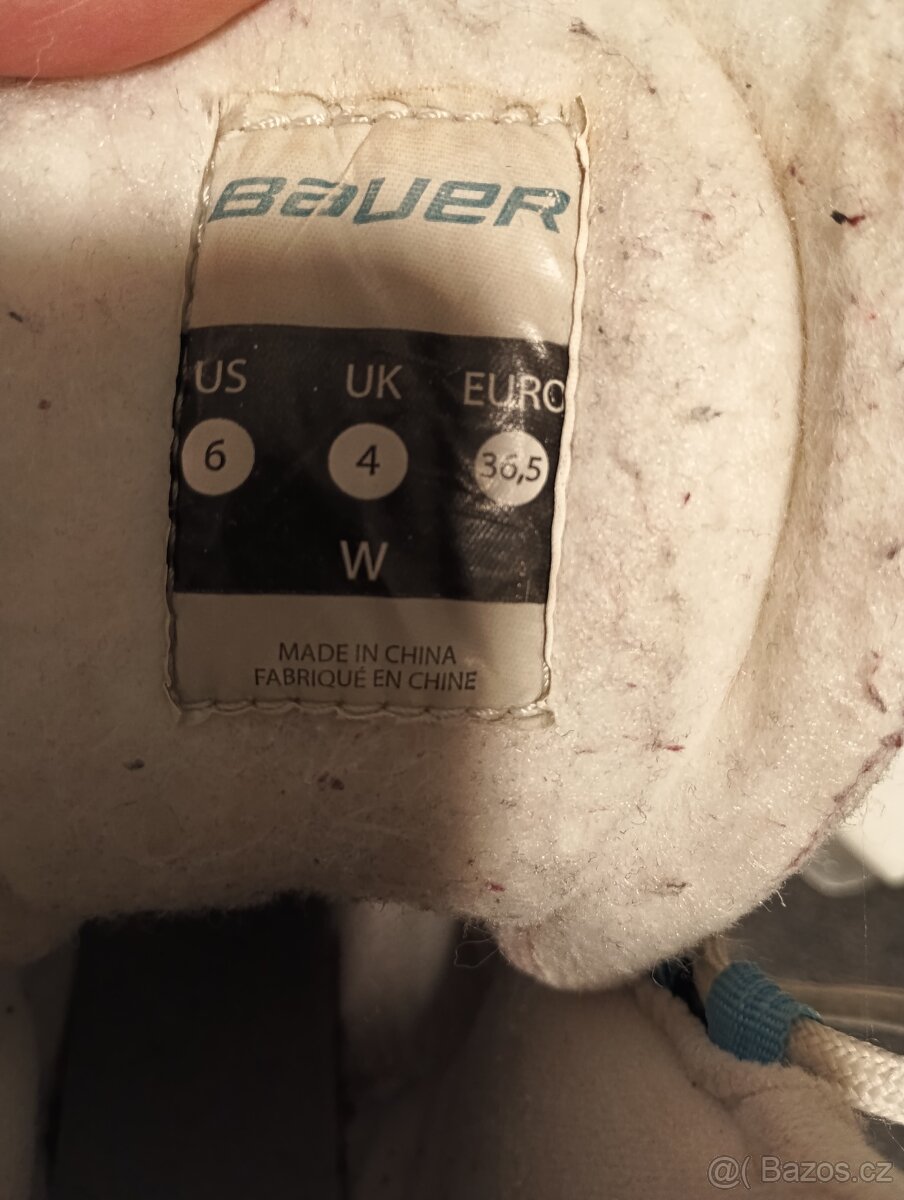 BAUER
US UK EURO
6 4 36,5
W
MADE IN CHINA
FABRIQUÉ EN CHINE
@( Bazos.cz